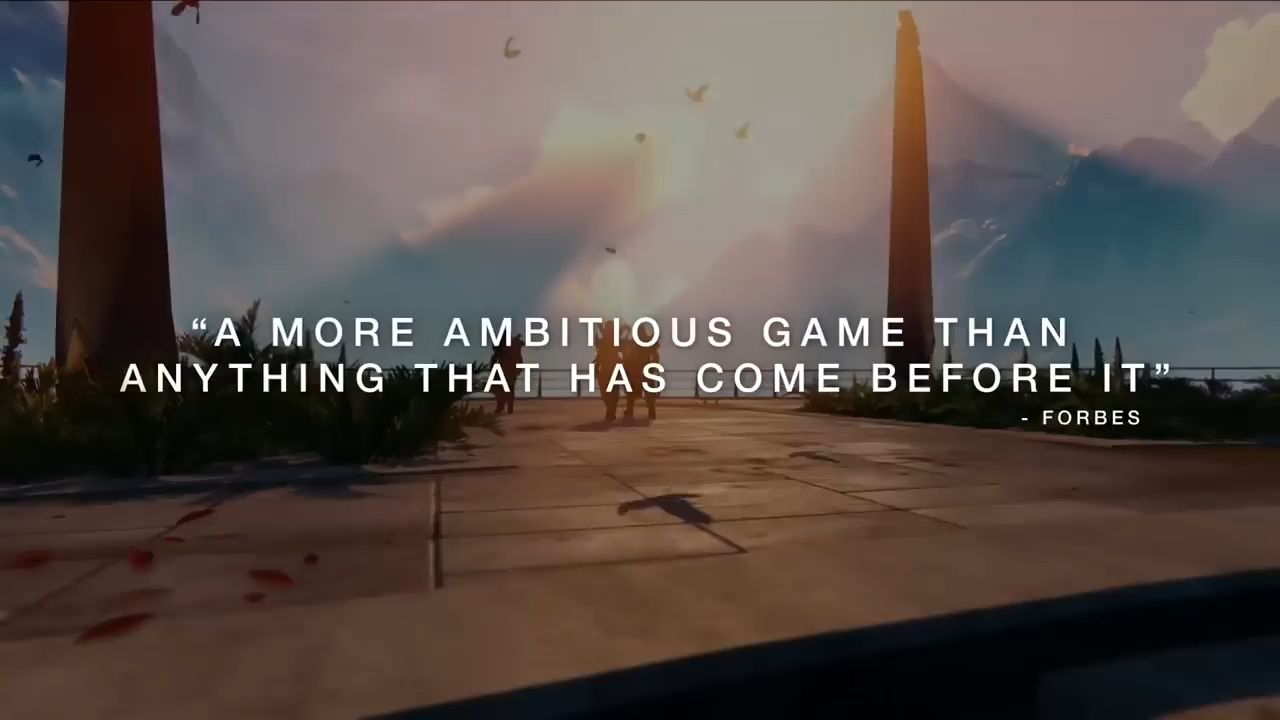 “A MORE AMBITIOUS GAME THAN
ANYTHING THAT HAS COME BEFORE IT”
- FORBES